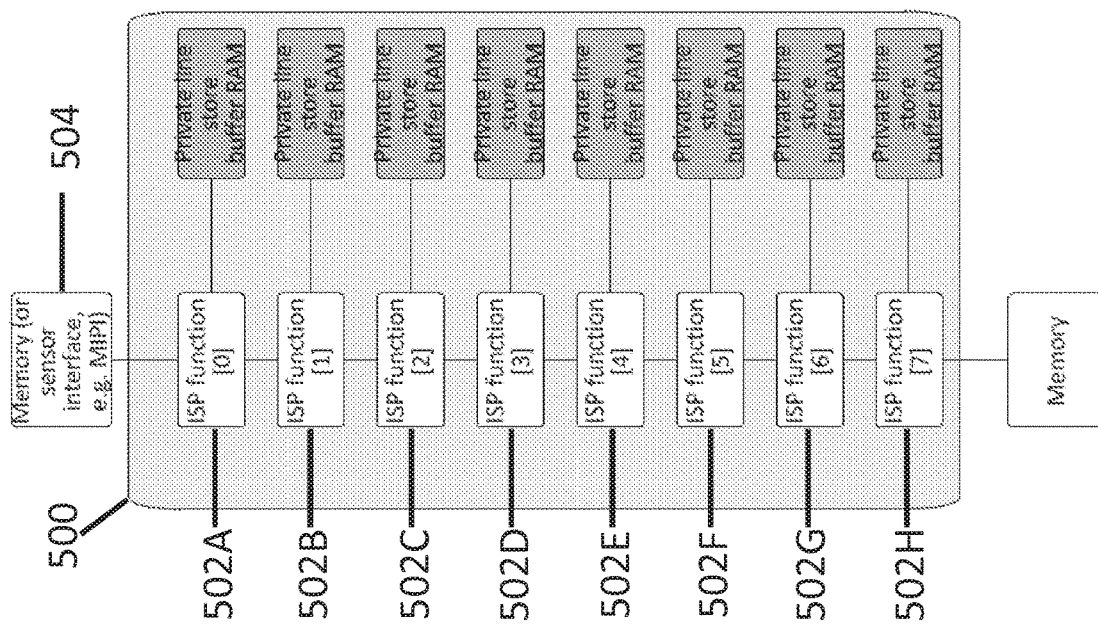 500
504
Memory (or
sensor
interface,
e.g. MIPI)
502A
ISP function
[0]
Private line
store
buffer RAM
502B
ISP function
[1]
Private line
store
buffer RAM
502C
ISP function
[2]
Private line
store
buffer RAM
502D
ISP function
[3]
Private line
store
buffer RAM
502E
ISP function
[4]
Private line
store
buffer RAM
502F
ISP function
[5]
Private line
store
buffer RAM
502G
ISP function
[6]
Private line
store
buffer RAM
502H
ISP function
[7]
Private line
store
buffer RAM
Memory